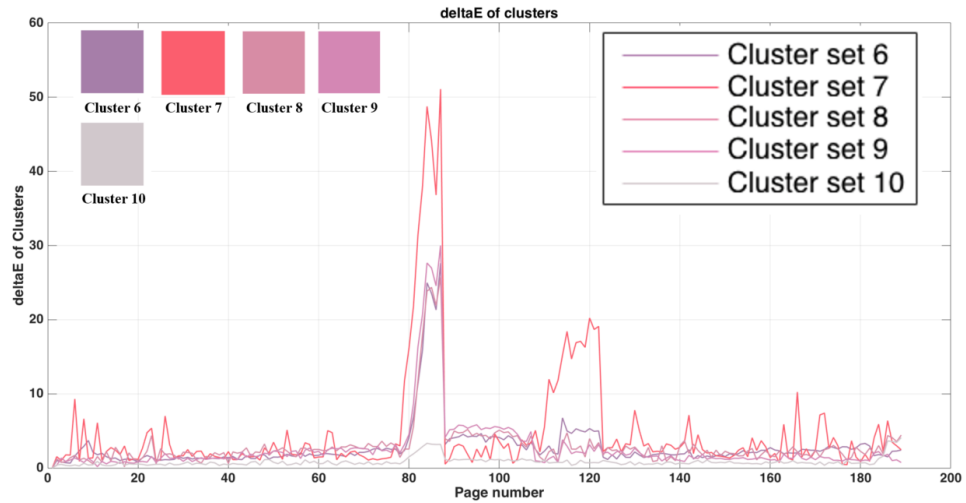 deltaE of clusters
60
50
40
30
20
10
0
deltaE of Clusters
Cluster 6
Cluster 7
Cluster 8
Cluster 9
Cluster 10
Cluster set 6
Cluster set 7
Cluster set 8
Cluster set 9
Cluster set 10
0 20 40 60 80 100 120 140 160 180 200
Page number